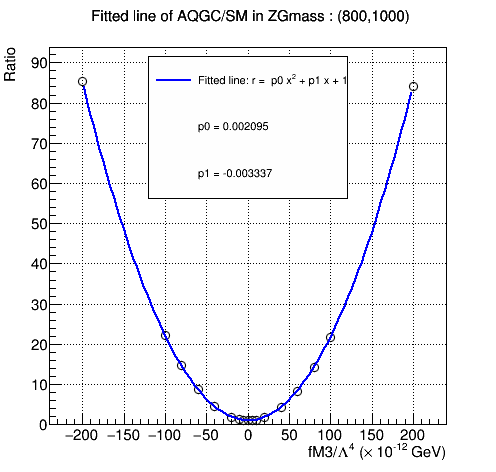 Fitted line of AQGC/SM in ZGmass : (800,1000)
Ratio
Fitted line: r = p0 x² + p1 x + 1
p0 = 0.002095
p1 = -0.003337
90
80
70
60
50
40
30
20
10
0
−200 −150 −100 −50 0 50 100 150 200
fM3/Λ⁴ (× 10⁻¹² GeV)